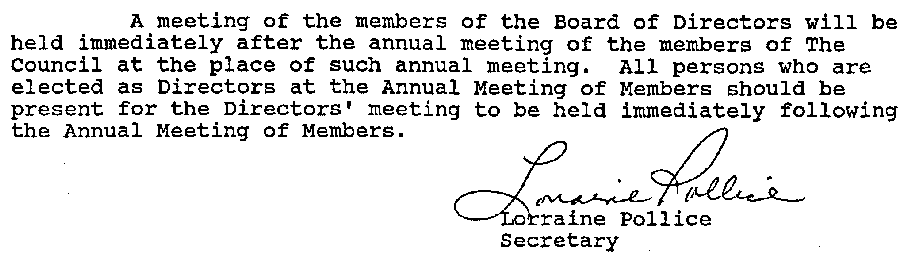 A meeting of the members of the Board of Directors will be
held immediately after the annual meeting of the members of The
Council at the place of such annual meeting. All persons who are
elected as Directors at the Annual Meeting of Members should be
present for the Directors' meeting to be held immediately following
the Annual Meeting of Members.
Lorraine Pollice
Lorraine Pollice
Secretary